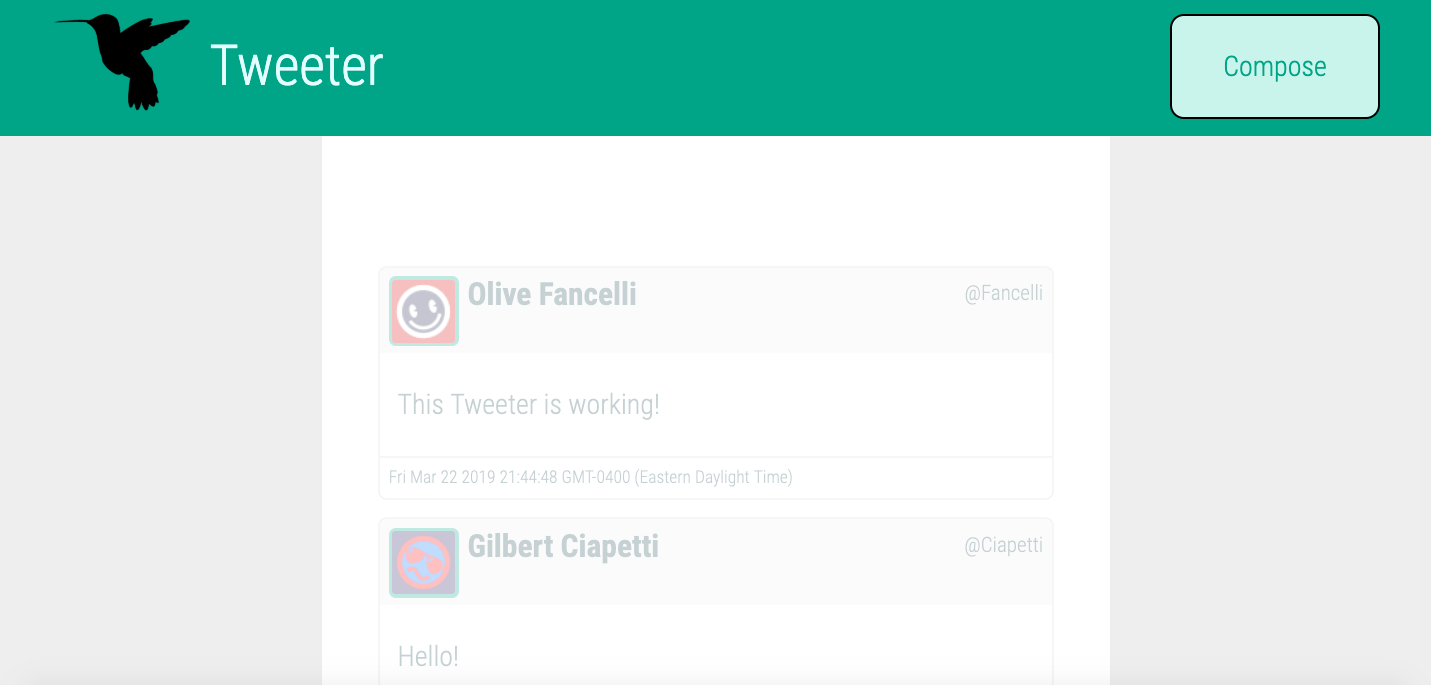 Tweeter
Compose
Olive Fancelli
@Fancelli
This Tweeter is working!
Fri Mar 22 2019 21:44:48 GMT-0400 (Eastern Daylight Time)
Gilbert Ciapetti
@Ciapetti
Hello!